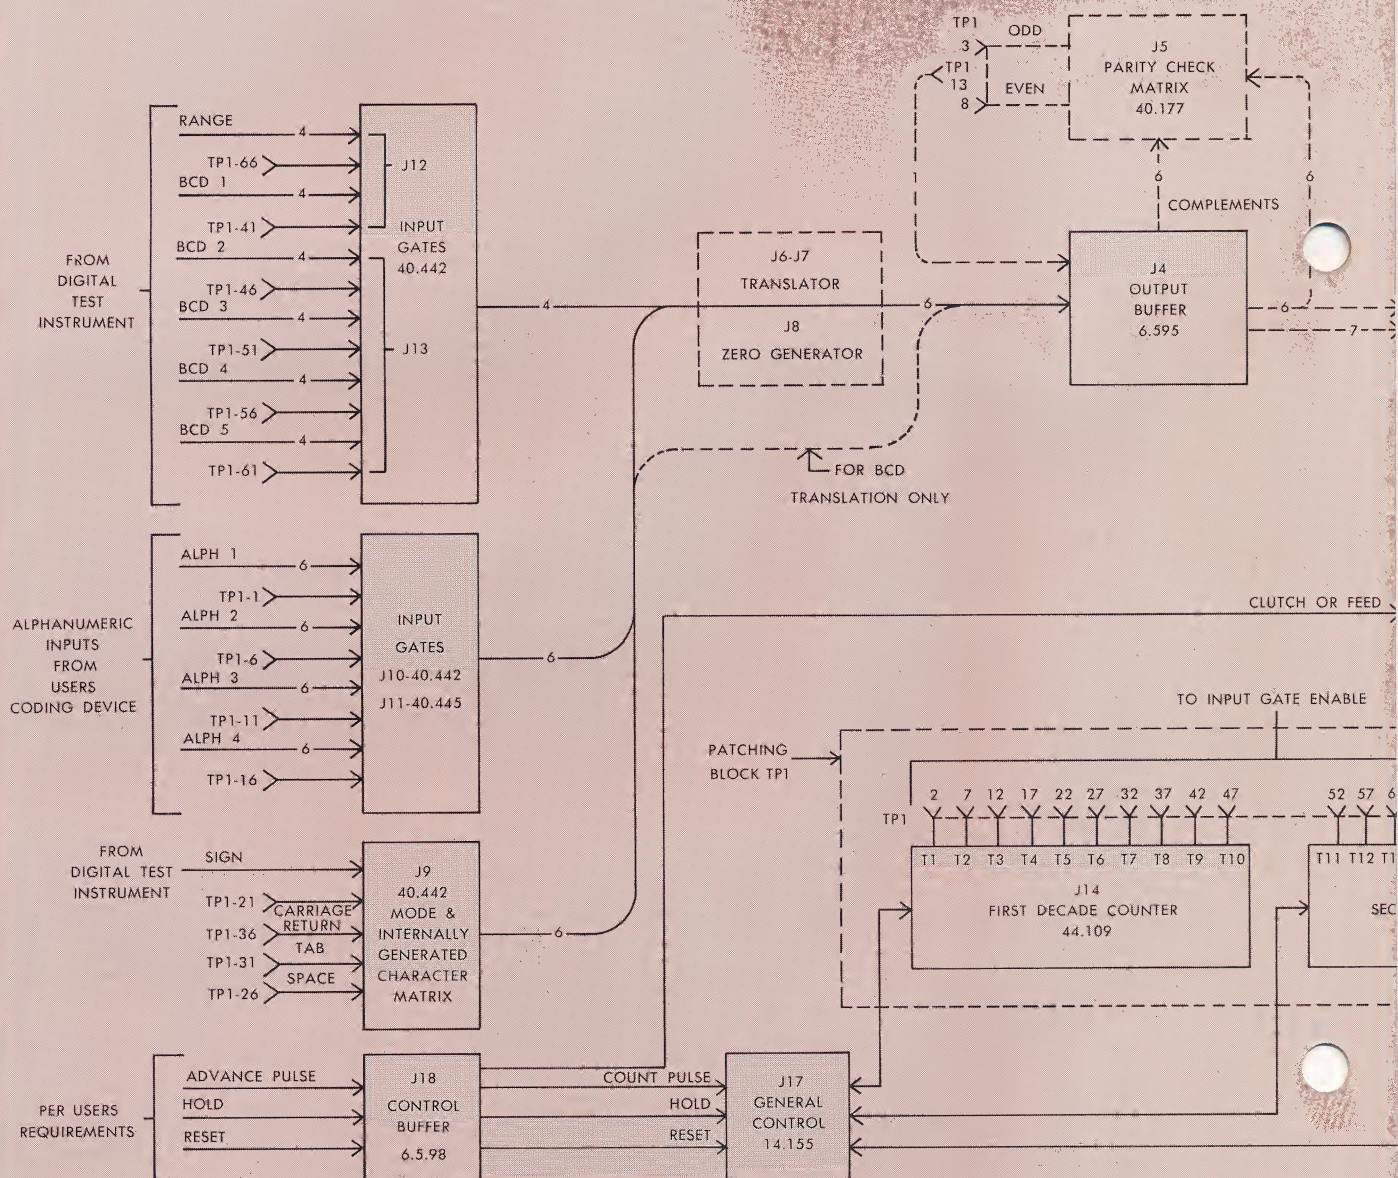 TP1
3
ODD
TP1
13
8
EVEN
J5
PARITY CHECK
MATRIX
40.177
6
COMPLEMENTS
6
FROM
DIGITAL
TEST
INSTRUMENT
RANGE
4
TP1-66
BCD 1
4
TP1-41
BCD 2
4
TP1-46
BCD 3
4
TP1-51
BCD 4
4
TP1-56
BCD 5
4
TP1-61
J12
INPUT
GATES
40.442
J13
4
J6-J7
TRANSLATOR
J8
ZERO GENERATOR
6
J4
OUTPUT
BUFFER
6.595
6
7
FOR BCD
TRANSLATION ONLY
ALPHANUMERIC
INPUTS
FROM
USERS
CODING DEVICE
ALPH 1
6
TP1-1
ALPH 2
6
TP1-6
ALPH 3
6
TP1-11
ALPH 4
6
TP1-16
INPUT
GATES
J10-40.442
J11-40.445
6
CLUTCH OR FEED
TO INPUT GATE ENABLE
PATCHING
BLOCK TP1
TP1
2 7 12 17 22 27 32 37 42 47
52 57 6
T1 T2 T3 T4 T5 T6 T7 T8 T9 T10
T11 T12 T1
J14
FIRST DECADE COUNTER
44.109
SEC
FROM
DIGITAL TEST
INSTRUMENT
SIGN
TP1-21
CARRIAGE
RETURN
TP1-36
TAB
TP1-31
SPACE
TP1-26
J9
40.442
MODE &
INTERNALLY
GENERATED
CHARACTER
MATRIX
6
PER USERS
REQUIREMENTS
ADVANCE PULSE
HOLD
RESET
J18
CONTROL
BUFFER
6.5.98
COUNT PULSE
HOLD
RESET
J17
GENERAL
CONTROL
14.155